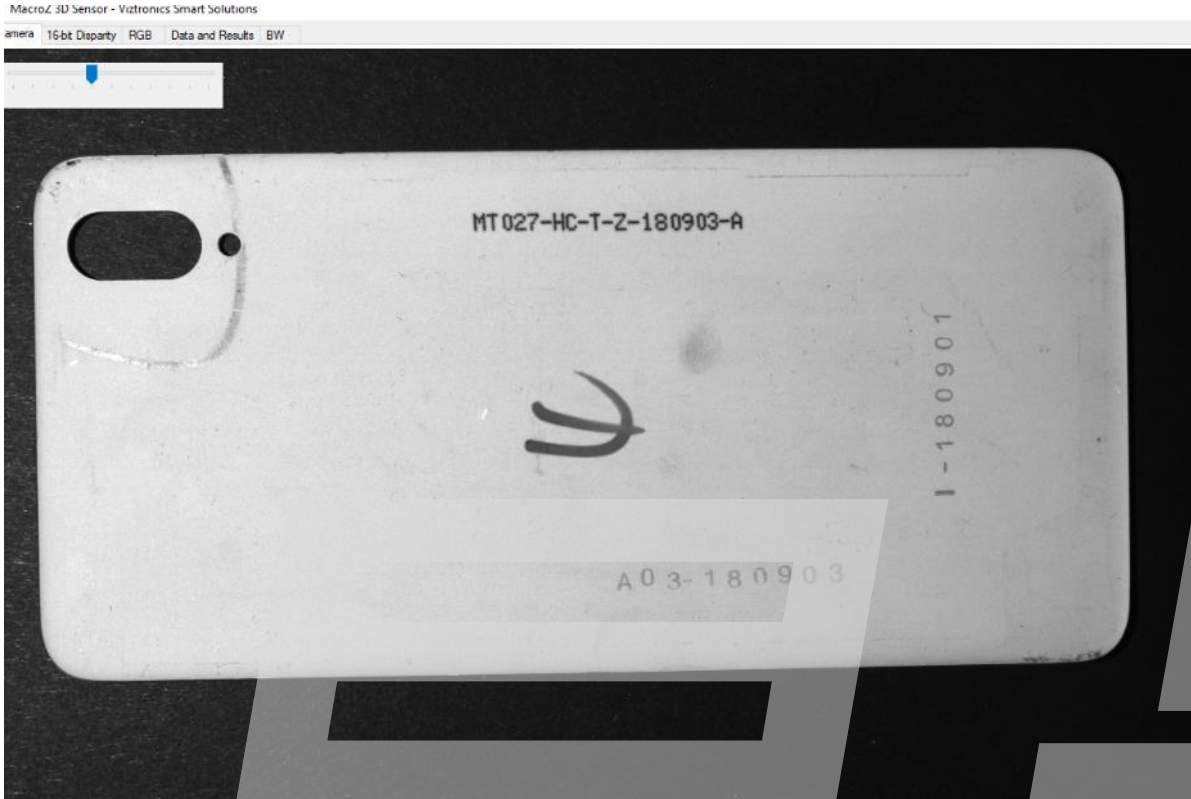 MacroZ 3D Sensor - Viztronics Smart Solutions
amera 16-bit Disparity RGB Data and Results BW
MT027-HC-T-Z-180903-A
I-180901
A03-180903